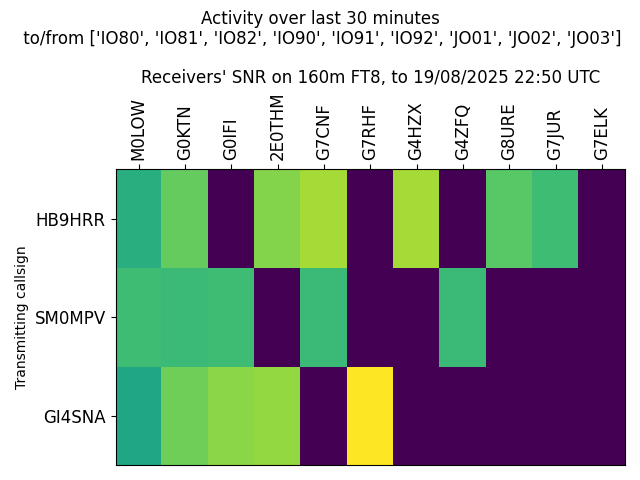 Activity over last 30 minutes
to/from ['IO80', 'IO81', 'IO82', 'IO90', 'IO91', 'IO92', 'JO01', 'JO02', 'JO03']
Receivers' SNR on 160m FT8, to 19/08/2025 22:50 UTC
M0LOW
G0KTN
G0IFI
2E0THM
G7CNF
G7RHF
G4HZX
G4ZFQ
G8URE
G7JUR
G7ELK
Transmitting callsign
HB9HRR
SM0MPV
GI4SNA